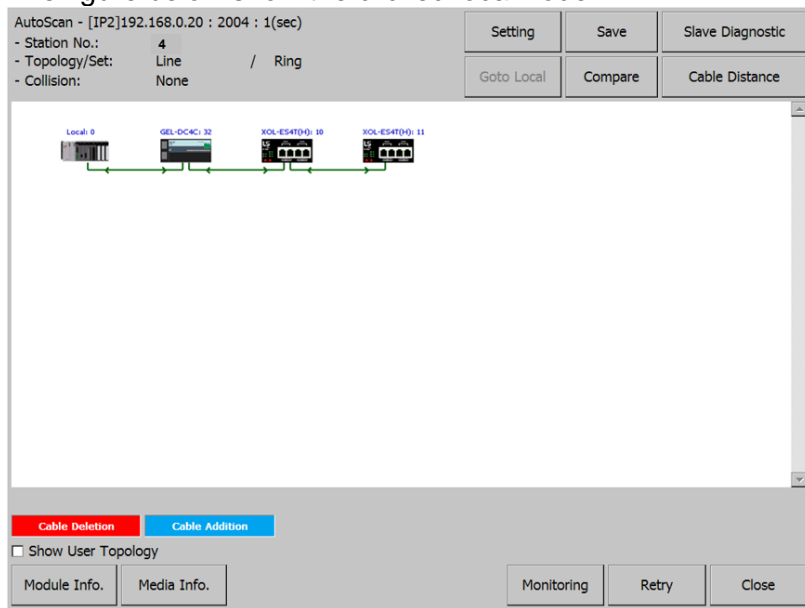 AutoScan - [IP2]192.168.0.20 : 2004 : 1(sec)
- Station No.: 4
- Topology/Set: Line / Ring
- Collision: None
Setting
Save
Slave Diagnostic
Goto Local
Compare
Cable Distance
Local: 0
GEL-DC4C: 32
XOL-ES4T(H): 10
XOL-ES4T(H): 11
Cable Deletion
Cable Addition
Show User Topology
Module Info.
Media Info.
Monitoring
Retry
Close